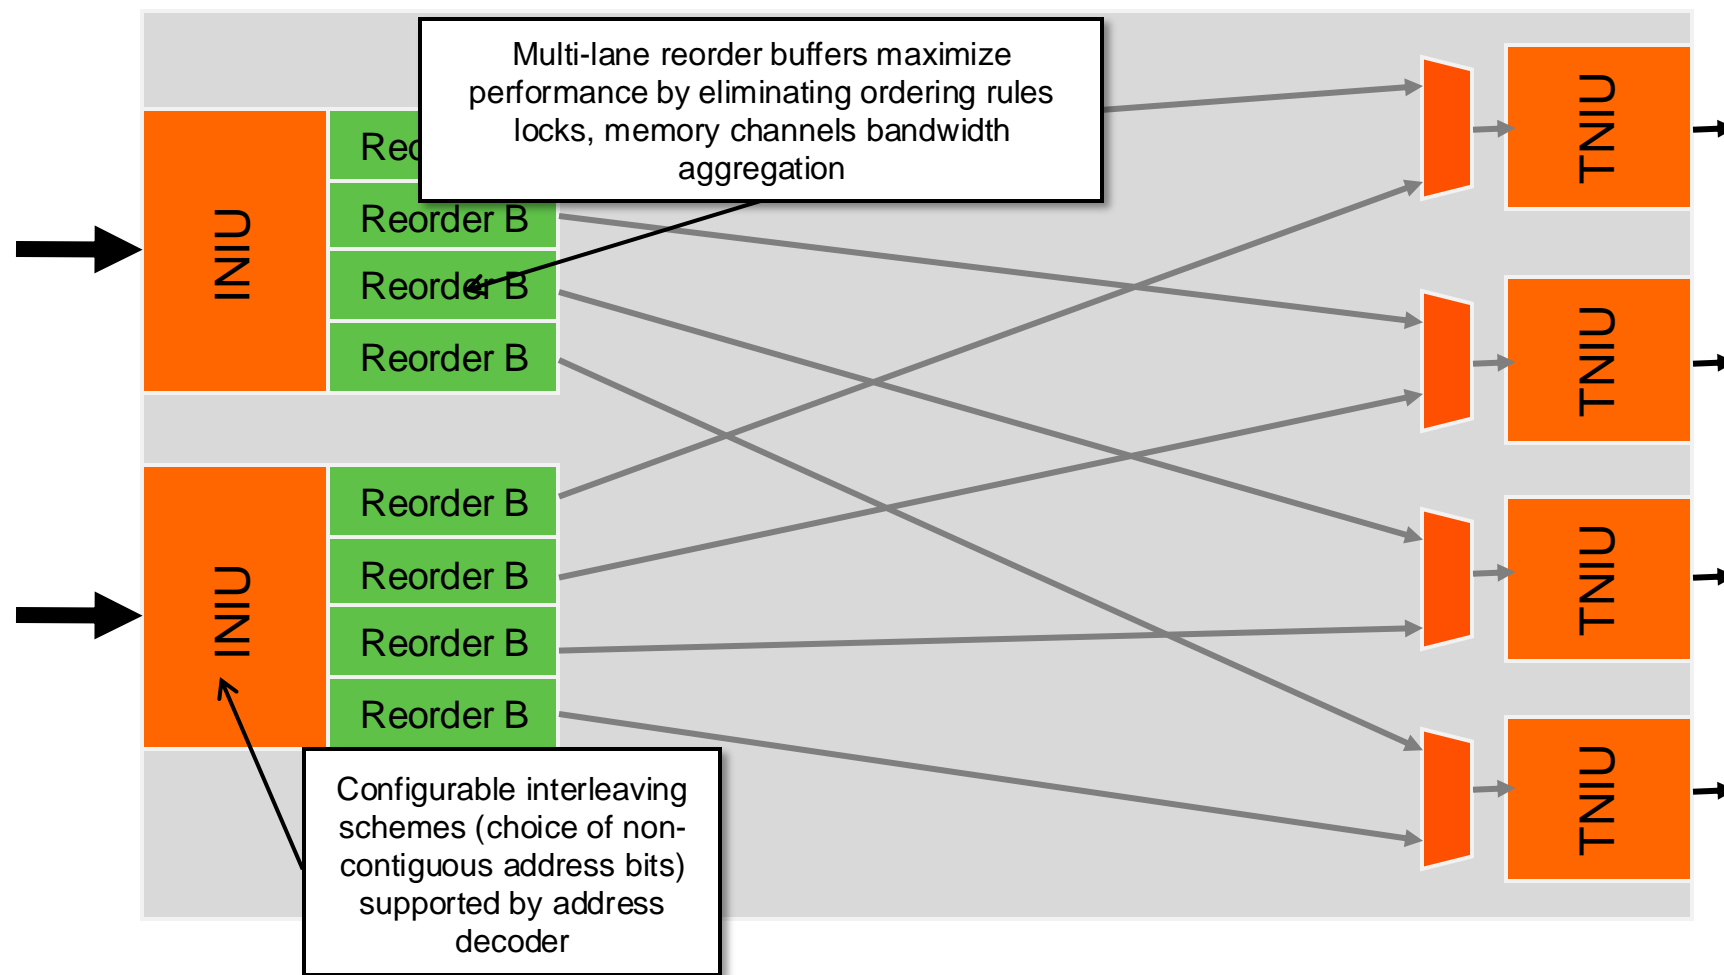 Multi-lane reorder buffers maximize
performance by eliminating ordering rules
locks, memory channels bandwidth
aggregation
INIU
Reorder B
Reorder B
Reorder B
INIU
Reorder B
Reorder B
Reorder B
Reorder B
Configurable interleaving
schemes (choice of non-
contiguous address bits)
supported by address
decoder
TNIU
TNIU
TNIU
TNIU